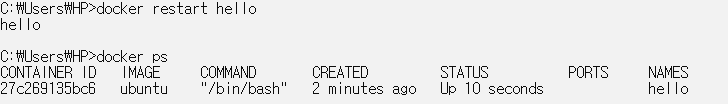 C:₩Users₩HP>docker restart hello
hello
C:₩Users₩HP>docker ps
CONTAINER ID IMAGE COMMAND CREATED STATUS PORTS NAMES
27c269135bc6 ubuntu "/bin/bash" 2 minutes ago Up 10 seconds hello